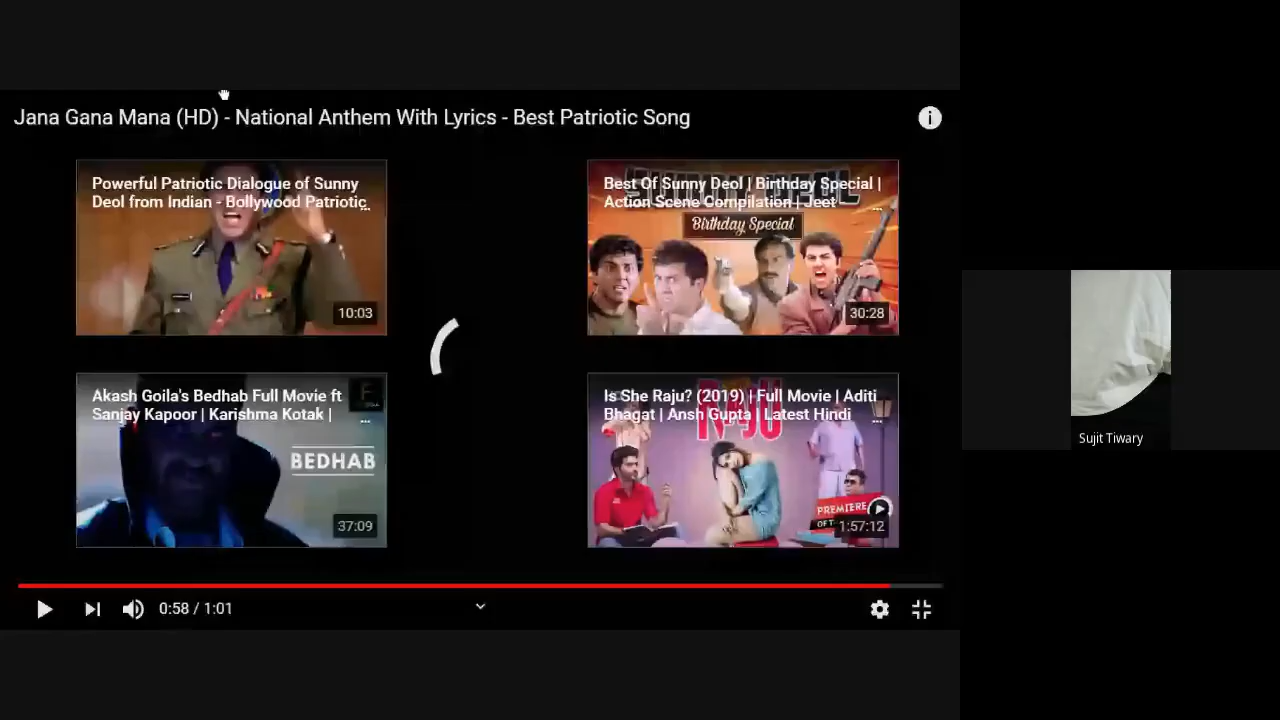 Jana Gana Mana (HD) - National Anthem With Lyrics - Best Patriotic Song
Powerful Patriotic Dialogue of Sunny
Deol from Indian - Bollywood Patriotic
...
10:03
Best Of Sunny Deol | Birthday Special |
Action Scene Compilation | Jeet
...
Birthday Special
30:28
Akash Goila's Bedhab Full Movie ft
Sanjay Kapoor | Karishma Kotak |
...
BEDHAB
37:09
Is She Raju? (2019) | Full Movie | Aditi
Bhagat | Ansh Gupta | Latest Hindi
...
RAJU
PREMIERE
1:57:12
0:58 / 1:01
Sujit Tiwary